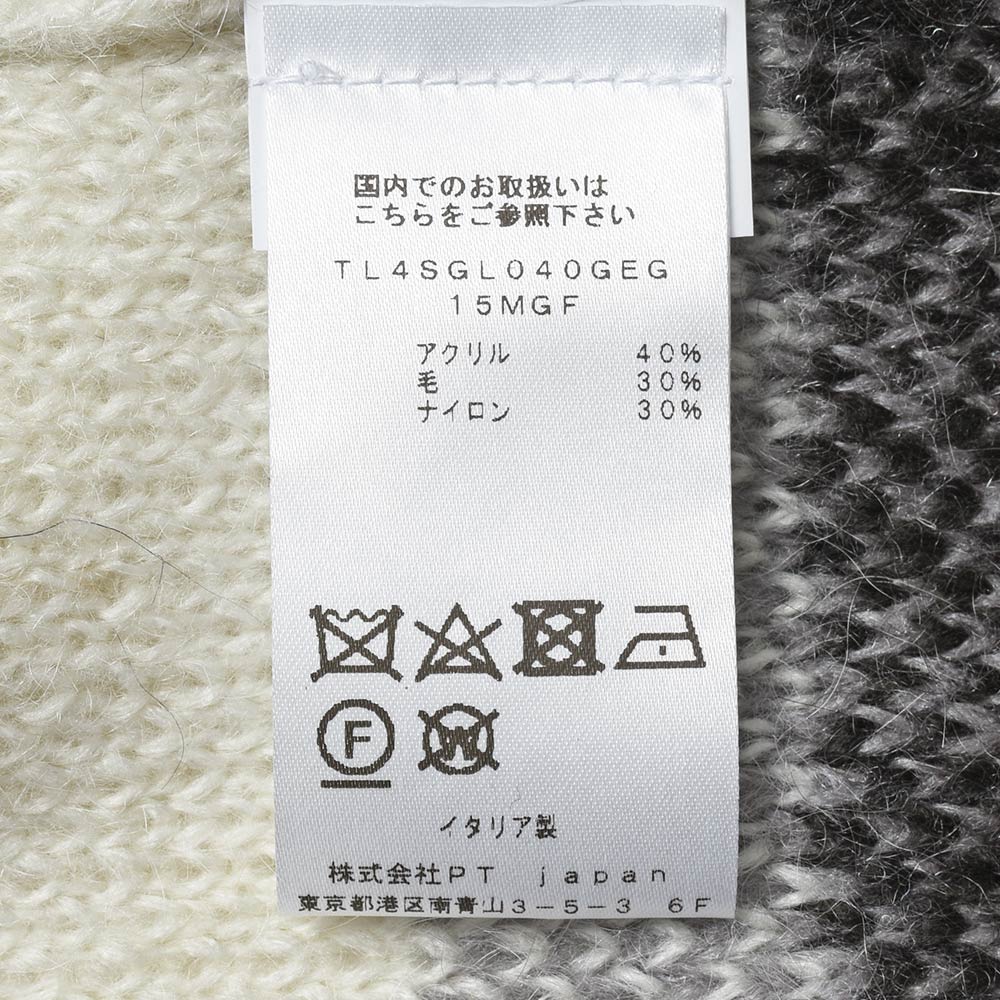 国内でのお取扱いは
こちらをご参照下さい
TL4SGL040GEG
15MGF
アクリル 40%
毛 30%
ナイロン 30%
F W
イタリア製
株式会社PT japan
東京都港区南青山3-5-3 6F